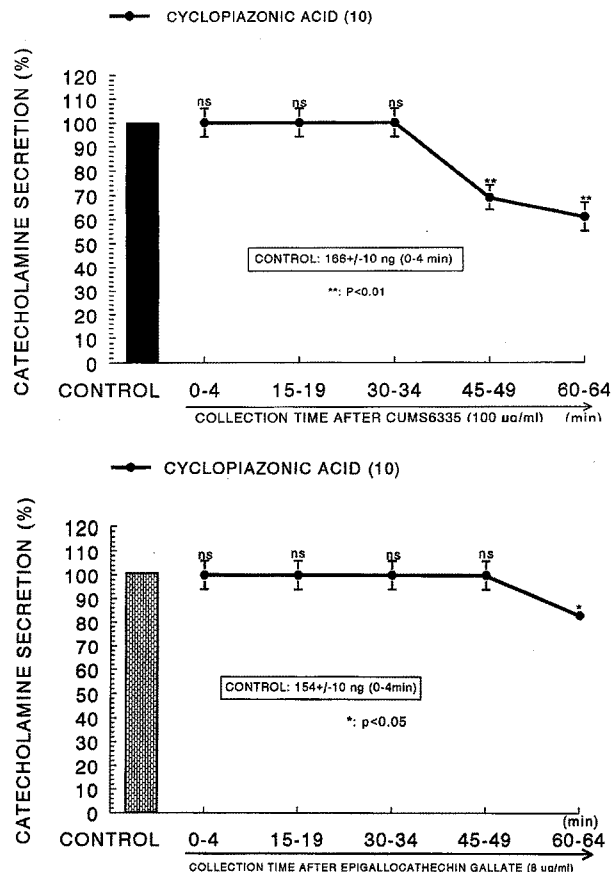 CYCLOPIAZONIC ACID (10)
CATECHOLAMINE SECRETION (%)
120
110
100
90
80
70
60
50
40
30
20
10
0
ns
ns
ns
**
**
CONTROL: 166+/-10 ng (0-4 min)
**: P<0.01
CONTROL 0-4 15-19 30-34 45-49 60-64
COLLECTION TIME AFTER CUMS6335 (100 ug/ml) (min)
CYCLOPIAZONIC ACID (10)
CATECHOLAMINE SECRETION (%)
120
110
100
90
80
70
60
50
40
30
20
10
0
ns
ns
ns
ns
*
CONTROL: 154+/-10 ng (0-4min)
*: p<0.05
(min)
CONTROL 0-4 15-19 30-34 45-49 60-64
COLLECTION TIME AFTER EPIGALLOCATHECHIN GALLATE (8 ug/ml)